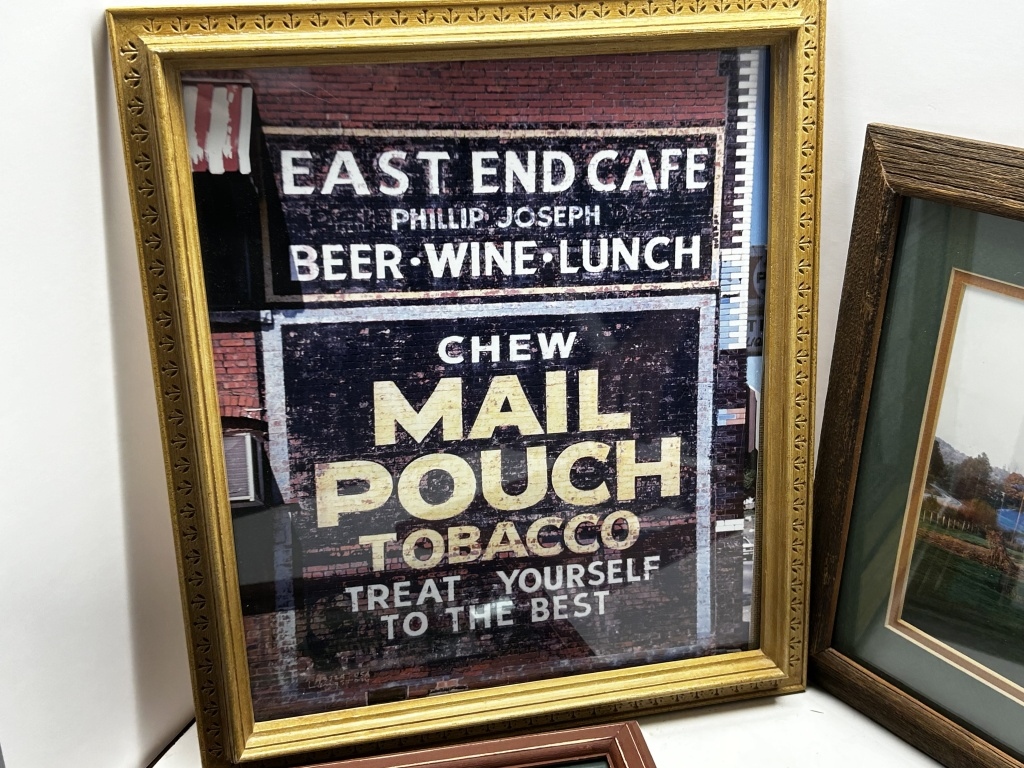 EAST END CAFE
PHILLIP JOSEPH
BEER·WINE·LUNCH
CHEW
MAIL
POUCH
TOBACCO
TREAT YOURSELF
TO THE BEST